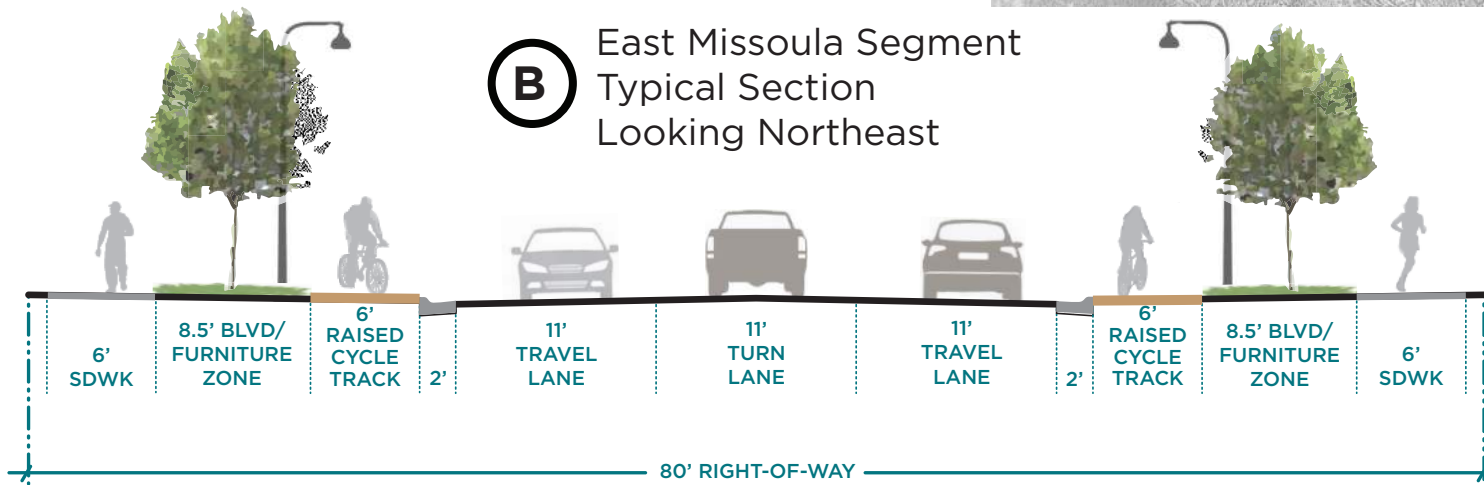 B
East Missoula Segment
Typical Section
Looking Northeast
6’
SDWK
8.5’ BLVD/
FURNITURE
ZONE
6’
RAISED
CYCLE
TRACK
2’
11’
TRAVEL
LANE
11’
TURN
LANE
11’
TRAVEL
LANE
2’
6’
RAISED
CYCLE
TRACK
8.5’ BLVD/
FURNITURE
ZONE
6’
SDWK
80’ RIGHT-OF-WAY